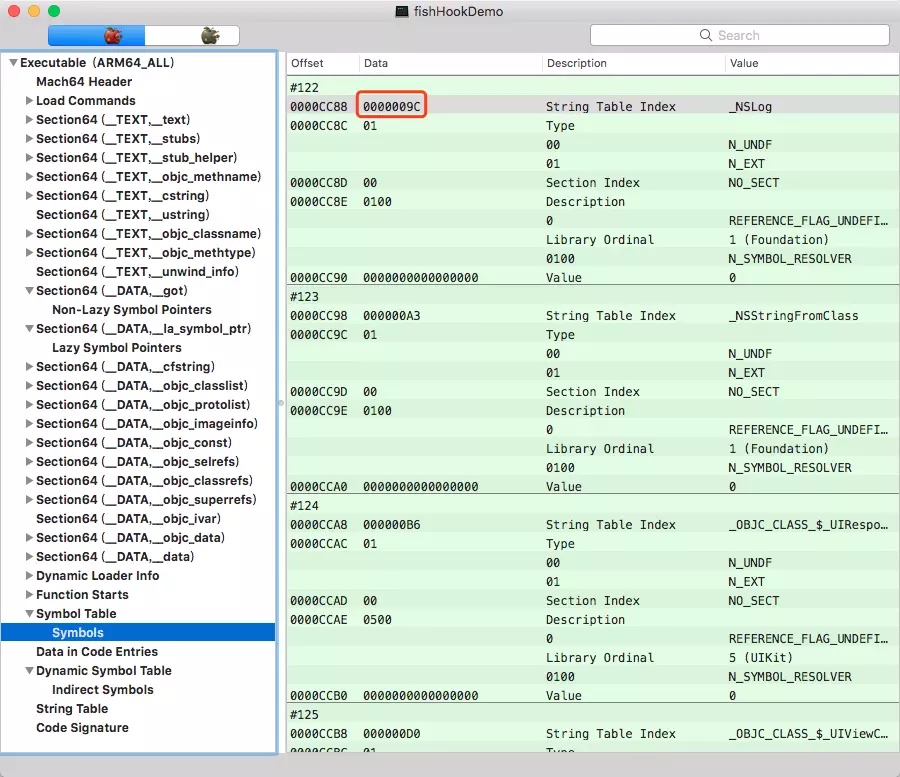 fishHookDemo
Search
Executable (ARM64_ALL)
Mach64 Header
Load Commands
Section64 (__TEXT,__text)
Section64 (__TEXT,__stubs)
Section64 (__TEXT,__stub_helper)
Section64 (__TEXT,__objc_methname)
Section64 (__TEXT,__cstring)
Section64 (__TEXT,__ustring)
Section64 (__TEXT,__objc_classname)
Section64 (__TEXT,__objc_methtype)
Section64 (__TEXT,__unwind_info)
Section64 (__DATA,__got)
Non-Lazy Symbol Pointers
Section64 (__DATA,__la_symbol_ptr)
Lazy Symbol Pointers
Section64 (__DATA,__cfstring)
Section64 (__DATA,__objc_classlist)
Section64 (__DATA,__objc_protolist)
Section64 (__DATA,__objc_imageinfo)
Section64 (__DATA,__objc_const)
Section64 (__DATA,__objc_selrefs)
Section64 (__DATA,__objc_classrefs)
Section64 (__DATA,__objc_superrefs)
Section64 (__DATA,__objc_ivar)
Section64 (__DATA,__objc_data)
Section64 (__DATA,__data)
Dynamic Loader Info
Function Starts
Symbol Table
Symbols
Data in Code Entries
Dynamic Symbol Table
Indirect Symbols
String Table
Code Signature
Offset Data Description Value
#122
0000CC88 0000009C String Table Index _NSLog
0000CC8C 01 Type
00 N_UNDF
01 N_EXT
0000CC8D 00 Section Index NO_SECT
0000CC8E 0100 Description
0 REFERENCE_FLAG_UNDEFI…
Library Ordinal 1 (Foundation)
0100 N_SYMBOL_RESOLVER
0000CC90 0000000000000000 Value 0
#123
0000CC98 000000A3 String Table Index _NSStringFromClass
0000CC9C 01 Type
00 N_UNDF
01 N_EXT
0000CC9D 00 Section Index NO_SECT
0000CC9E 0100 Description
0 REFERENCE_FLAG_UNDEFI…
Library Ordinal 1 (Foundation)
0100 N_SYMBOL_RESOLVER
0000CCA0 0000000000000000 Value 0
#124
0000CCA8 000000B6 String Table Index _OBJC_CLASS_$_UIRespo…
0000CCAC 01 Type
00 N_UNDF
01 N_EXT
0000CCAD 00 Section Index NO_SECT
0000CCAE 0500 Description
0 REFERENCE_FLAG_UNDEFI…
Library Ordinal 5 (UIKit)
0100 N_SYMBOL_RESOLVER
0000CCB0 0000000000000000 Value 0
#125
0000CCB8 000000D0 String Table Index _OBJC_CLASS_$_UIViewC…